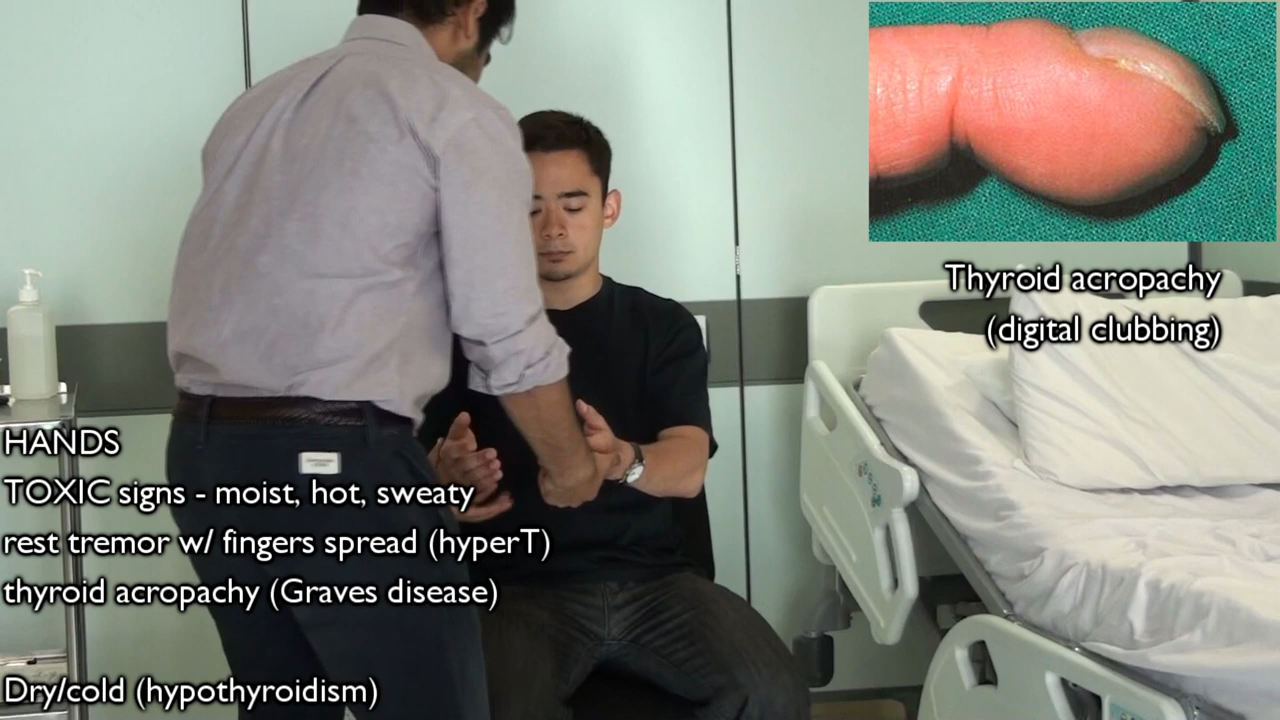 Thyroid acropachy
(digital clubbing)
HANDS
TOXIC signs - moist, hot, sweaty
rest tremor w/ fingers spread (hyperT)
thyroid acropachy (Graves disease)
Dry/cold (hypothyroidism)